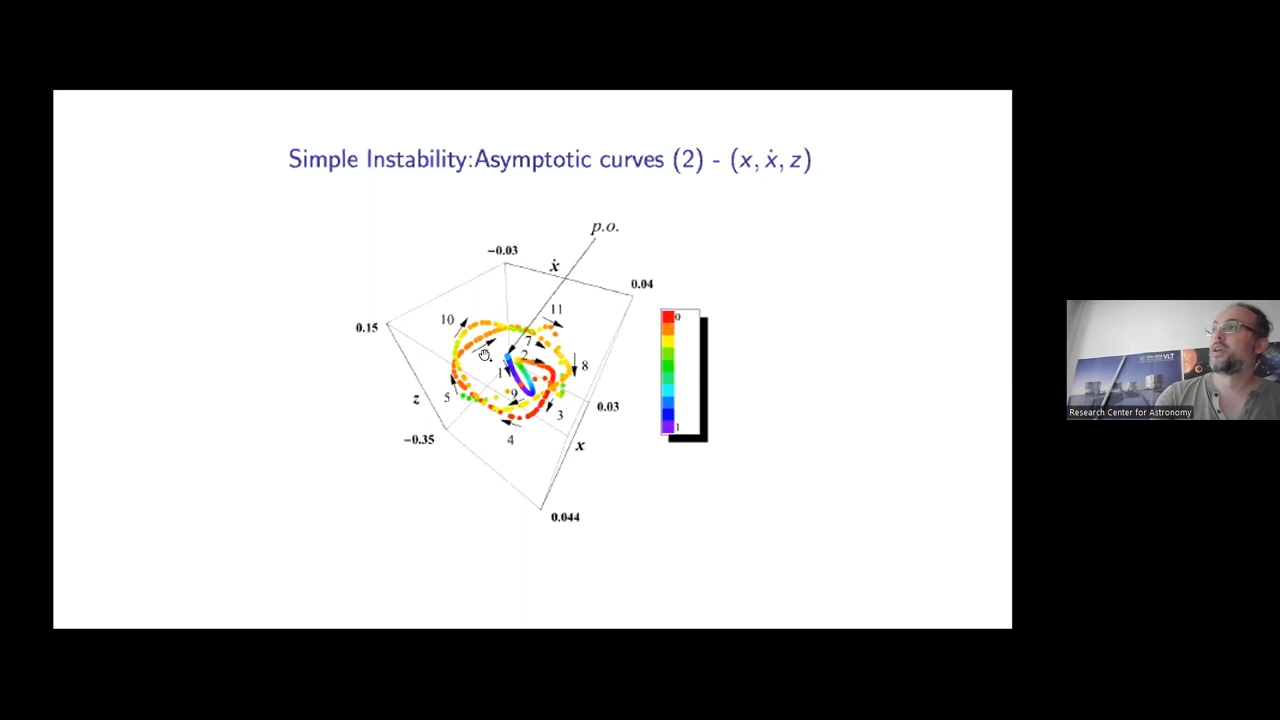 Simple Instability:Asymptotic curves (2) - (x, ẋ, z)
p.o.
−0.03
ẋ
0.04
0.15
10
11
0
7
2
8
1
5
9
z
3
0.03
4
−0.35
x
1
0.044
VLT
Research Center for Astronomy